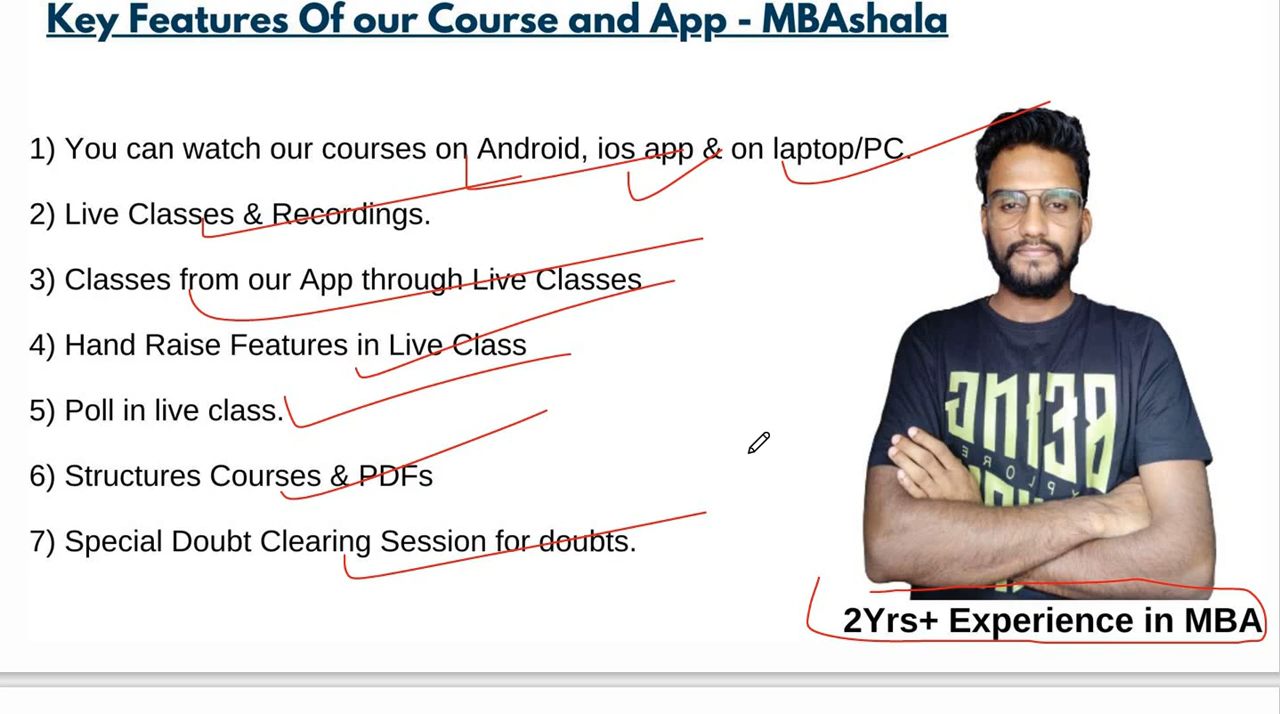 Key Features Of our Course and App - MBAshala
1) You can watch our courses on Android, ios app & on laptop/PC.
2) Live Classes & Recordings.
3) Classes from our App through Live Classes
4) Hand Raise Features in Live Class
5) Poll in live class.
6) Structures Courses & PDFs
7) Special Doubt Clearing Session for doubts.
2Yrs+ Experience in MBA